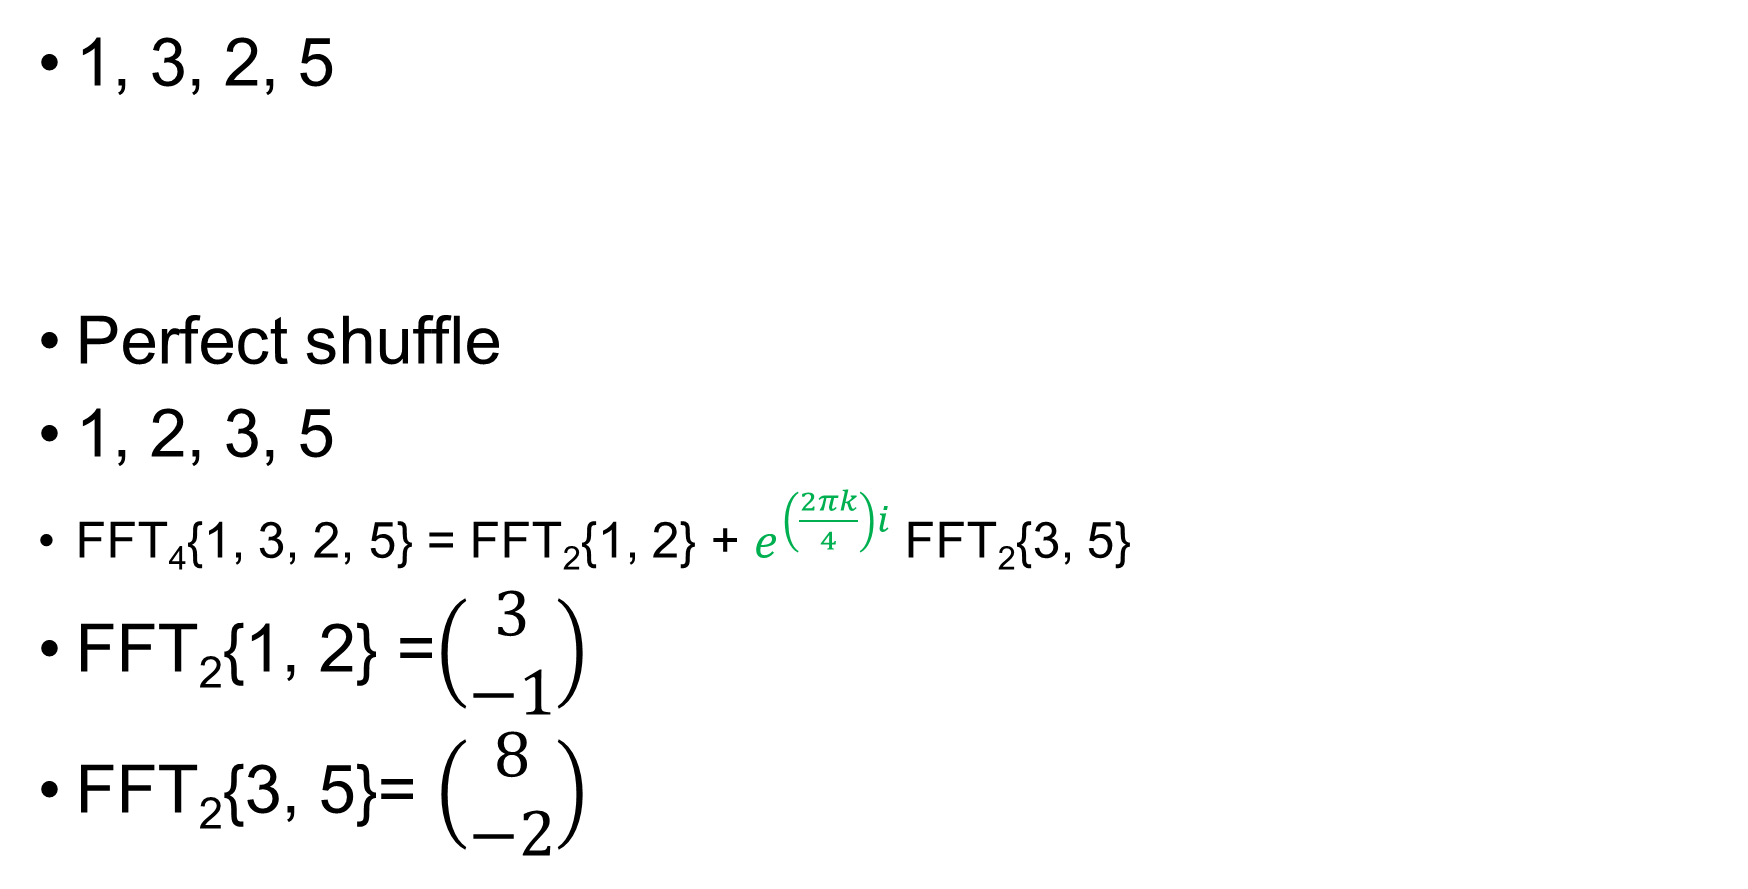 • 1, 3, 2, 5
• Perfect shuffle
• 1, 2, 3, 5
• FFT₄{1, 3, 2, 5} = FFT₂{1, 2} + e^((2πk/4)i) FFT₂{3, 5}
• FFT₂{1, 2} =(3 −1)
• FFT₂{3, 5}= (8 −2)